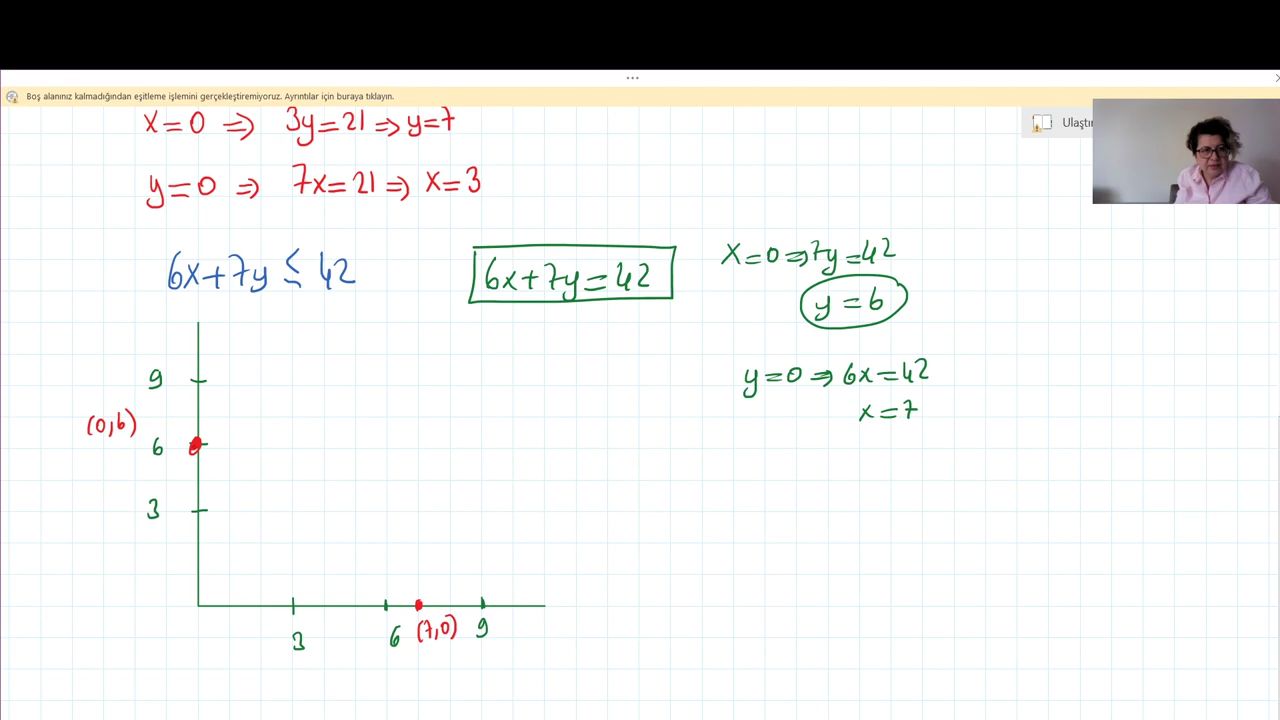 Boş alanınız kalmadığından eşitleme işlemini gerçekleştiremiyoruz. Ayrıntılar için buraya tıklayın.
x=0 ⇒ 3y=21 ⇒ y=7
Ulaştır
y=0 ⇒ 7x=21 ⇒ x=3
6x+7y ≤ 42
6x+7y=42
x=0 ⇒ 7y=42
y=6
y=0 ⇒ 6x=42
x=7
9
(0,6)
6
3
3
6
(7,0)
9